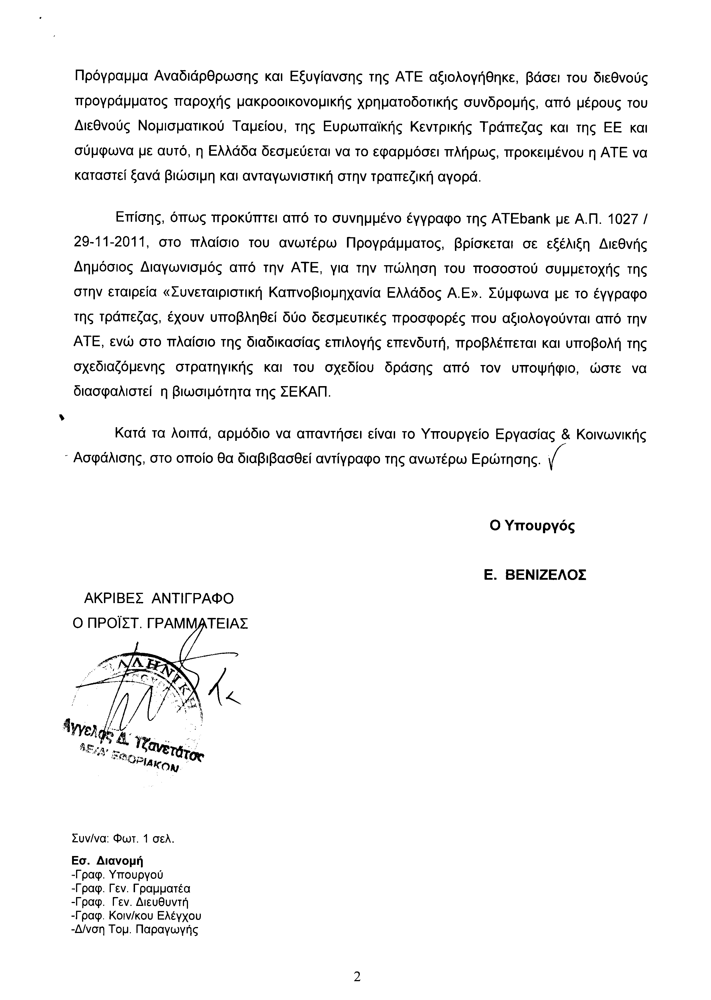 Πρόγραμμα Αναδιάρθρωσης και Εξυγίανσης της ΑΤΕ αξιολογήθηκε, βάσει του διεθνούς
προγράμματος παροχής μακροοικονομικής χρηματοδοτικής συνδρομής, από μέρους του
Διεθνούς Νομισματικού Ταμείου, της Ευρωπαϊκής Κεντρικής Τράπεζας και της ΕΕ και
σύμφωνα με αυτό, η Ελλάδα δεσμεύεται να το εφαρμόσει πλήρως, προκειμένου η ΑΤΕ να
καταστεί ξανά βιώσιμη και ανταγωνιστική στην τραπεζική αγορά.
Επίσης, όπως προκύπτει από το συνημμένο έγγραφο της ATEbank με Α.Π. 1027 /
29-11-2011, στο πλαίσιο του ανωτέρω Προγράμματος, βρίσκεται σε εξέλιξη Διεθνής
Δημόσιος Διαγωνισμός από την ΑΤΕ, για την πώληση του ποσοστού συμμετοχής της
στην εταιρεία «Συνεταιριστική Καπνοβιομηχανία Ελλάδος Α.Ε». Σύμφωνα με το έγγραφο
της τράπεζας, έχουν υποβληθεί δύο δεσμευτικές προσφορές που αξιολογούνται από την
ΑΤΕ, ενώ στο πλαίσιο της διαδικασίας επιλογής επενδυτή, προβλέπεται και υποβολή της
σχεδιαζόμενης στρατηγικής και του σχεδίου δράσης από τον υποψήφιο, ώστε να
διασφαλιστεί η βιωσιμότητα της ΣΕΚΑΠ.
Κατά τα λοιπά, αρμόδιο να απαντήσει είναι το Υπουργείο Εργασίας & Κοινωνικής
Ασφάλισης, στο οποίο θα διαβιβασθεί αντίγραφο της ανωτέρω Ερώτησης.
Ο Υπουργός
Ε. ΒΕΝΙΖΕΛΟΣ
ΑΚΡΙΒΕΣ ΑΝΤΙΓΡΑΦΟ
Ο ΠΡΟΪΣΤ. ΓΡΑΜΜΑΤΕΙΑΣ
ΕΛΛΗΝΙΚΗ
Άγγελος Δ. Τζανετάτος
ΔΕ/Α' ΕΦΟΡΙΑΚΩΝ
Συν/να: Φωτ. 1 σελ.
Εσ. Διανομή
-Γραφ. Υπουργού
-Γραφ. Γεν. Γραμματέα
-Γραφ. Γεν. Διευθυντή
-Γραφ. Κοιν/κου Ελέγχου
-Δ/νση Τομ. Παραγωγής
2